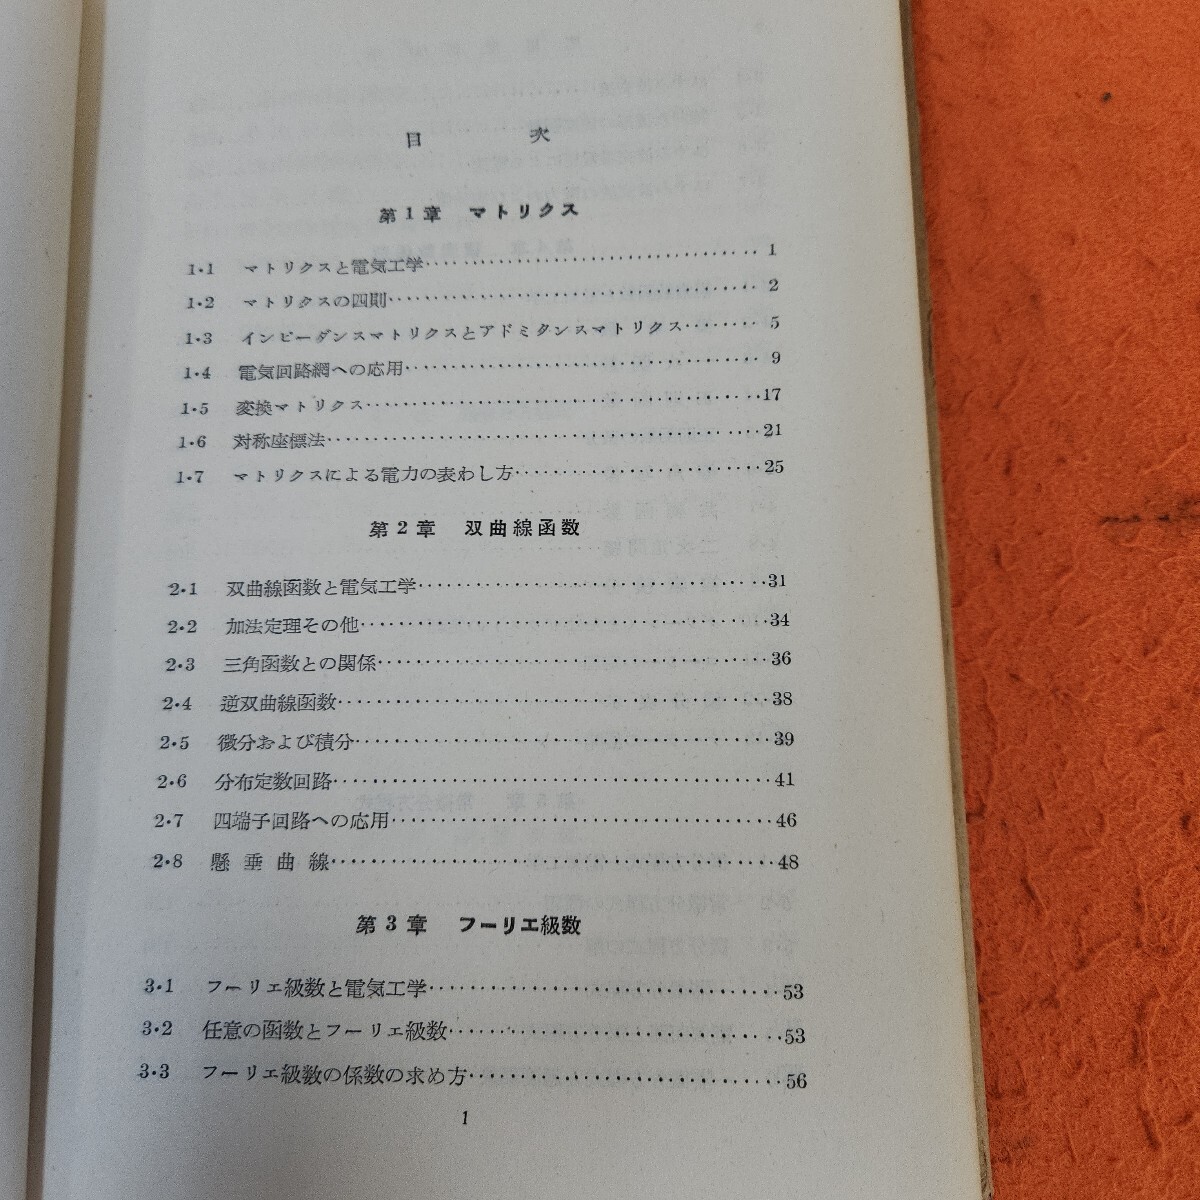 目次
第1章 マトリクス
1・1 マトリクスと電気工学 1
1・2 マトリクスの四則 2
1・3 インピーダンスマトリクスとアドミタンスマトリクス 5
1・4 電気回路網への応用 9
1・5 変換マトリクス 17
1・6 対称座標法 21
1・7 マトリクスによる電力の表わし方 25
第2章 双曲線函数
2・1 双曲線函数と電気工学 31
2・2 加法定理その他 34
2・3 三角函数との関係 36
2・4 逆双曲線函数 38
2・5 微分および積分 39
2・6 分布定数回路 41
2・7 四端子回路への応用 46
2・8 懸垂曲線 48
第3章 フーリエ級数
3・1 フーリエ級数と電気工学 53
3・2 任意の函数とフーリエ級数 53
3・3 フーリエ級数の係数の求め方 56
1